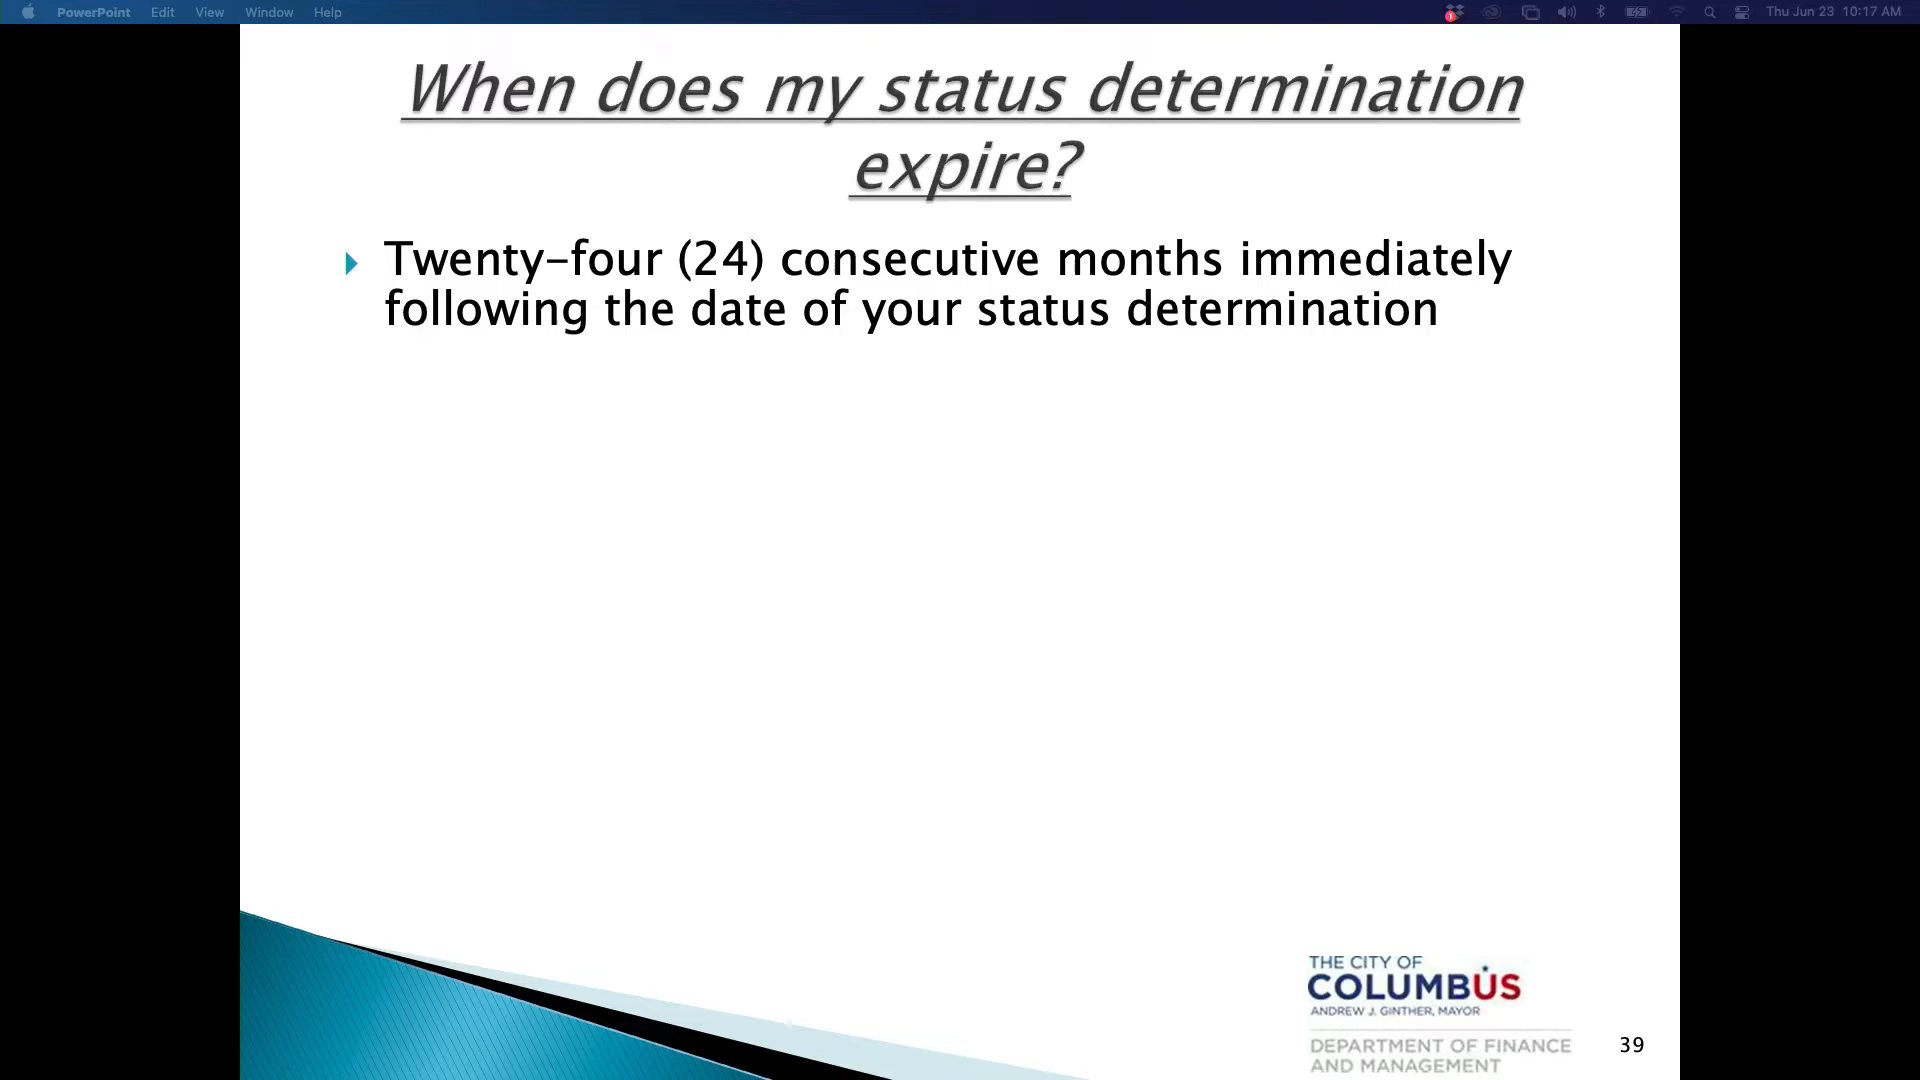 PowerPoint Edit View Window Help 1 Thu Jun 23 10:17 AM
When does my status determination
expire?
Twenty-four (24) consecutive months immediately
following the date of your status determination
THE CITY OF
COLUMBUS
ANDREW J. GINTHER, MAYOR
DEPARTMENT OF FINANCE
AND MANAGEMENT
39